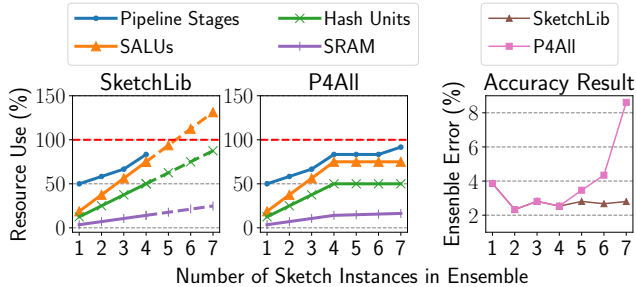 Pipeline Stages
Hash Units
SALUs
SRAM
SketchLib
P4All
SketchLib
P4All
Accuracy Result
Resource Use (%)
150
100
50
0
1 2 3 4 5 6 7
150
100
50
0
1 2 3 4 5 6 7
Ensemble Error (%)
8
6
4
2
1 2 3 4 5 6 7
Number of Sketch Instances in Ensemble